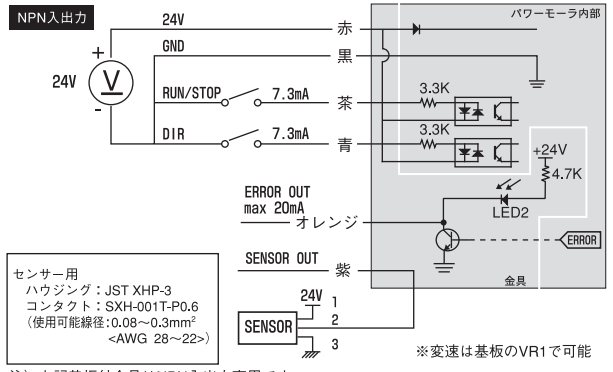 NPN入出力
パワーモーラ内部
24V
赤
+
24V
V
-
GND
黒
RUN/STOP
7.3mA
茶
3.3K
DIR
7.3mA
青
3.3K
+24V
4.7K
LED2
ERROR OUT
max 20mA
オレンジ
ERROR
SENSOR OUT
紫
金具
センサー用
ハウジング：JST XHP-3
コンタクト：SXH-001T-P0.6
（使用可能線径：0.08～0.3mm²
<AWG 28～22>）
24V
1
SENSOR
2
3
※変速は基板のVR1で可能